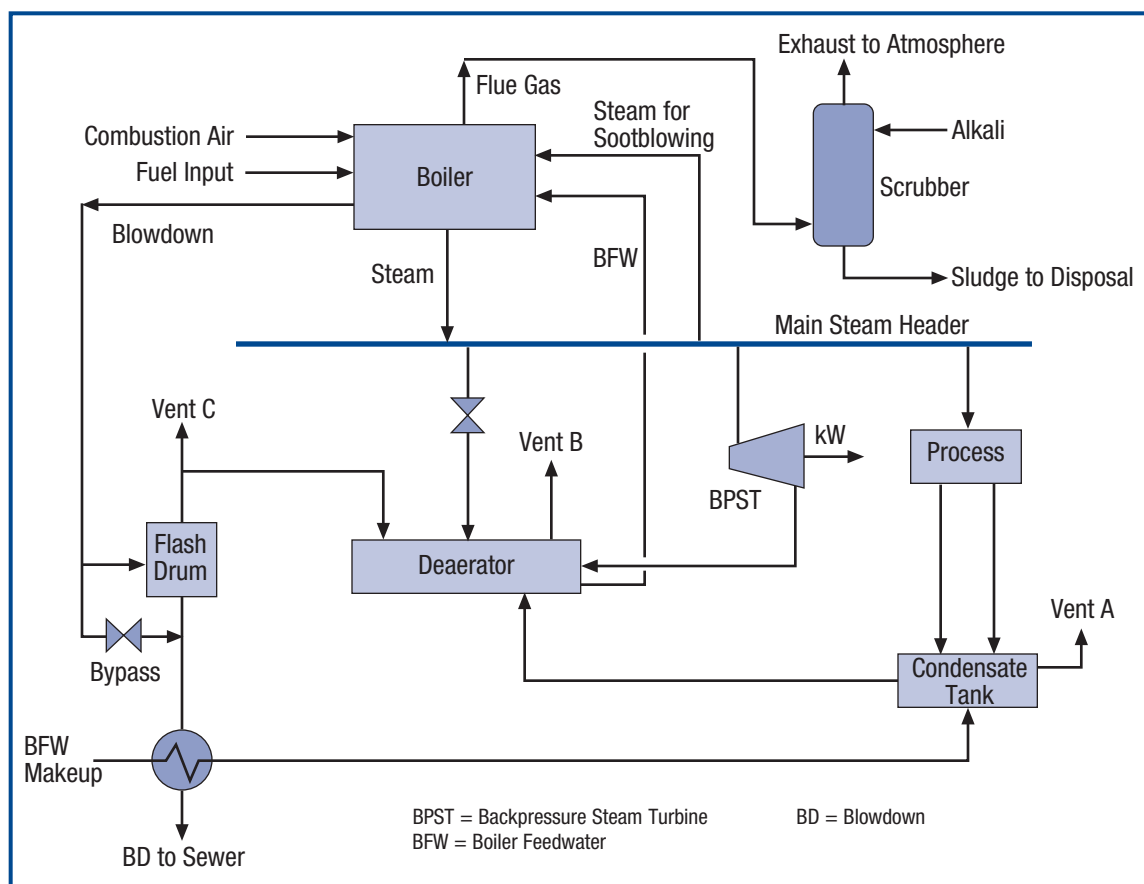 Exhaust to Atmosphere
Flue Gas
Steam for
Sootblowing
Combustion Air
Alkali
Fuel Input
Boiler
Scrubber
Blowdown
BFW
Steam
Sludge to Disposal
Main Steam Header
Vent C
Vent B
kW
Process
BPST
Flash
Drum
Deaerator
Vent A
Bypass
Condensate
Tank
BFW
Makeup
BPST = Backpressure Steam Turbine
BD = Blowdown
BFW = Boiler Feedwater
BD to Sewer